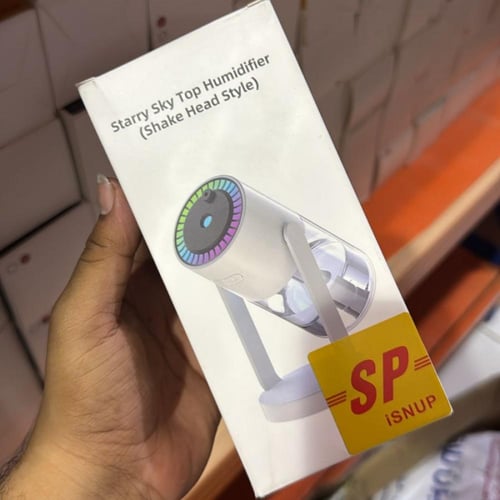 Starry Sky Top Humidifier
(Shake Head Style)
SP
iSNUP